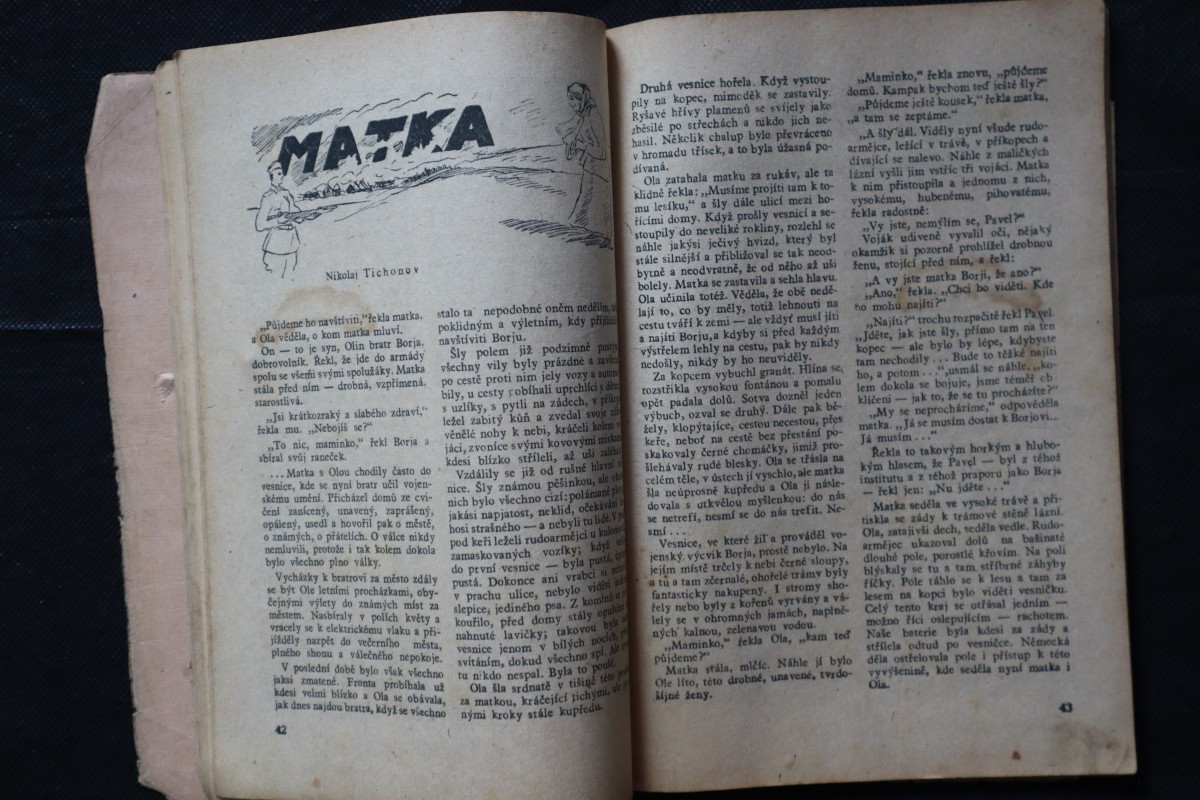 MATKA
Nikolaj Tichonov
„Půjdeme ho navštíviti,“ řekla matka,
a Ola věděla, o kom matka mluví.
On — to je syn, Olin bratr Borja,
dobrovolník. Řekl, že jde do armády
spolu se všemi svými spolužáky. Matka
stála před ním — drobná, vzpřímená,
starostlivá.
„Jsi krátkozraký a slabého zdraví,“
řekla mu. „Nebojíš se?“
„To nic, maminko,“ řekl Borja a
sbíral svůj raneček.
...Matka s Olou chodily často do
vesnice, kde se nyní bratr učil vojen-
skému umění. Přicházel domů ze cvi-
čení zanícený, unavený, zaprášený,
opálený, usedl a hovořil pak o městě,
o známých, o přátelích. O válce nikdy
nemluvili, protože i tak kolem dokola
bylo všechno plno války.
Vycházky k bratrovi za město zdály
se být Ole letními procházkami, oby-
čejnými výlety do známých míst za
městem. Nasbíraly v polích květy a
vracely se k elektrickému vlaku a při-
jížděly nazpět do večerního města,
plného shonu a válečného nepokoje.
V poslední době bylo však všechno
jaksi zmatené. Fronta probíhala už
kdesi velmi blízko a Ola se obávala,
jak dnes najdou bratra, když se všechno
42
stalo ta nepodobné oněm nedělím,
poklidným a výletním, kdy přijížděly
navštíviti Borju.
Šly polem již podzimně pustým,
všechny vily byly prázdné a
po cestě proti nim jely vozy a
bily, u cesty robíhali uprchlíci s
s uzlíky, s pytli na zádech, v
ležel zabitý kůň a zvedal svoje
věnělé nohy k nebi, kráčeli kolem
jáci, zvoníce svými kovovými
kdesi blízko stříleli, až uši
Vzdálily se již od rušné hlavní
nice. Šly známou pěšinkou, ale
nich bylo všechno cizí: polámané
jakási napjatost, neklid, očekávání
hosi strašného — a nebyli tu lidé. V
pod keři leželi rudoarmějci u
zamaskovaných vozíky; když
do první vesnice — byla pustá,
pustá. Dokonce ani vrabci si
v prachu ulice, nebylo viděti
slepice, jediného psa. Z komínů
kouřilo, před domy stály
nahnuté lavičky; takovou byla
vesnice jenom v bílých nocích,
svítáním, dokud všechno spí. Ale
tu nikdo nespal. Byla to poušť.
Ola šla srdnatě v tišině této
za matkou, kráčející tichými,
nými kroky stále kupředu.
Druhá vesnice hořela. Když vystou-
pily na kopec, mimoděk se zastavily.
Ryšavé hřívy plamenů se svíjely jako
zběsilé po střechách a nikdo jich ne-
hasil. Několik chalup bylo převráceno
v hromadu třísek, a to byla úžasná po-
dívaná.
Ola zatahala matku za rukáv, ale ta
klidně řekla: „Musíme projíti tam k to-
mu lesíku,“ a šly dále ulicí mezi ho-
řícími domy. Když prošly vesnicí a se-
stoupily do neveliké rokliny, rozlehl se
náhle jakýsi ječivý hvizd, který byl
stále silnější a přibližoval se tak neod-
bytně a neodvratně, že od něho až uši
bolely. Matka se zastavila a sehla hlavu.
Ola učinila totéž. Věděla, že obě nedě-
lají to, co by měly, totiž lehnouti na
cestu tváří k zemi — ale vždyť musí jíti
a najíti Borju, a kdyby si před každým
výstřelem lehly na cestu, pak by nikdy
nedošly, nikdy by ho neuviděly.
Za kopcem vybuchl granát. Hlína se
rozstřikla vysokou fontánou a pomalu
opět padala dolů. Sotva dozněl jeden
výbuch, ozval se druhý. Dále pak bě-
žely, klopýtajíce, cestou necestou, přes
keře, neboť na cestě bez přestání po-
skakovaly černé chomáčky, jimiž pro-
šlehávaly rudé blesky. Ola se třásla na
celém těle, v ústech jí vyschlo, ale matka
šla neúprosně kupředu a Ola ji násle-
dovala s utkvělou myšlenkou: do nás
se netrefí, nesmí se do nás trefit. Ne-
smí ...
Vesnice, ve které žil a prováděl vo-
jenský výcvik Borja, prostě nebylo. Na
jejím místě trčely k nebi černé sloupy,
a tu a tam zčernalé, ohořelé trámy byly
fantasticky nakupeny. I stromy sho-
řely nebo byly z kořenů vyrvány a vá-
lely se v ohromných jamách, naplně-
ných kalnou, zelenavou vodou.
„Maminko,“ řekla Ola, „kam teď
půjdeme?“
Matka stála, mlčíc. Náhle jí bylo
Ole líto, této drobné, unavené, tvrdo-
šíjné ženy.
„Maminko,“ řekla znovu, „půjdeme
domů. Kampak bychom teď ještě šly?“
„Půjdeme ještě kousek,“ řekla matka,
„a tam se zeptáme.“
„A šly dál. Viděly nyní všude rudo-
armějce, ležící v trávě, v příkopech a
dívající se nalevo. Náhle z maličkých
lázní vyšli jim vstříc tři vojáci. Matka
k nim přistoupila a jednomu z nich,
vysokému, hubenému, pihovatému,
řekla radostně:
„Vy jste, nemýlím se, Pavel?“
Voják udiveně vyvalil oči, nějaký
okamžik si pozorně prohlížel drobnou
ženu, stojící před ním, a řekl:
„A vy jste matka Borji, že ano?“
„Ano,“ řekla. „Chci ho viděti. Kde
ho mohu najíti?“
„Najíti?“ trochu rozpačitě řekl Pavel.
„Jděte, jak jste šly, přímo tam na ten
kopec — ale bylo by lépe, kdybyste
tam nechodily ... Bude to těžké najíti
ho, a potom ...“, usmál se náhle, „ko-
lem dokola se bojuje, jsme téměř ob
klíčeni — jak to, že se tu procházíte?“
„My se neprocházíme,“ odpověděla
matka. „Já se musím dostat k Borjovi...
Já musím ...“
Řekla to takovým horkým a hlubo-
kým hlasem, že Pavel — byl z téhož
institutu a z téhož praporu jako Borja
— řekl jen: „Nu jděte ...“
Matka seděla ve vysoké trávě a při-
tiskla se zády k trámové stěně lázní.
Ola, zatajivši dech, seděla vedle. Rudo-
armějec ukazoval dolů na bažinaté
dlouhé pole, porostlé křovím. Na poli
blýskaly se tu a tam stříbrné záhyby
říčky. Pole táhlo se k lesu a tam za
lesem na kopci bylo viděti vesničku.
Celý tento kraj se otřásal jedním —
možno říci oslepujícím — rachotem.
Naše baterie byla kdesi za zády a
střílela odtud po vesničce. Německá
děla ostřelovala pole i přístup k této
vyvýšenině, kde seděla nyní matka i
Ola.
43